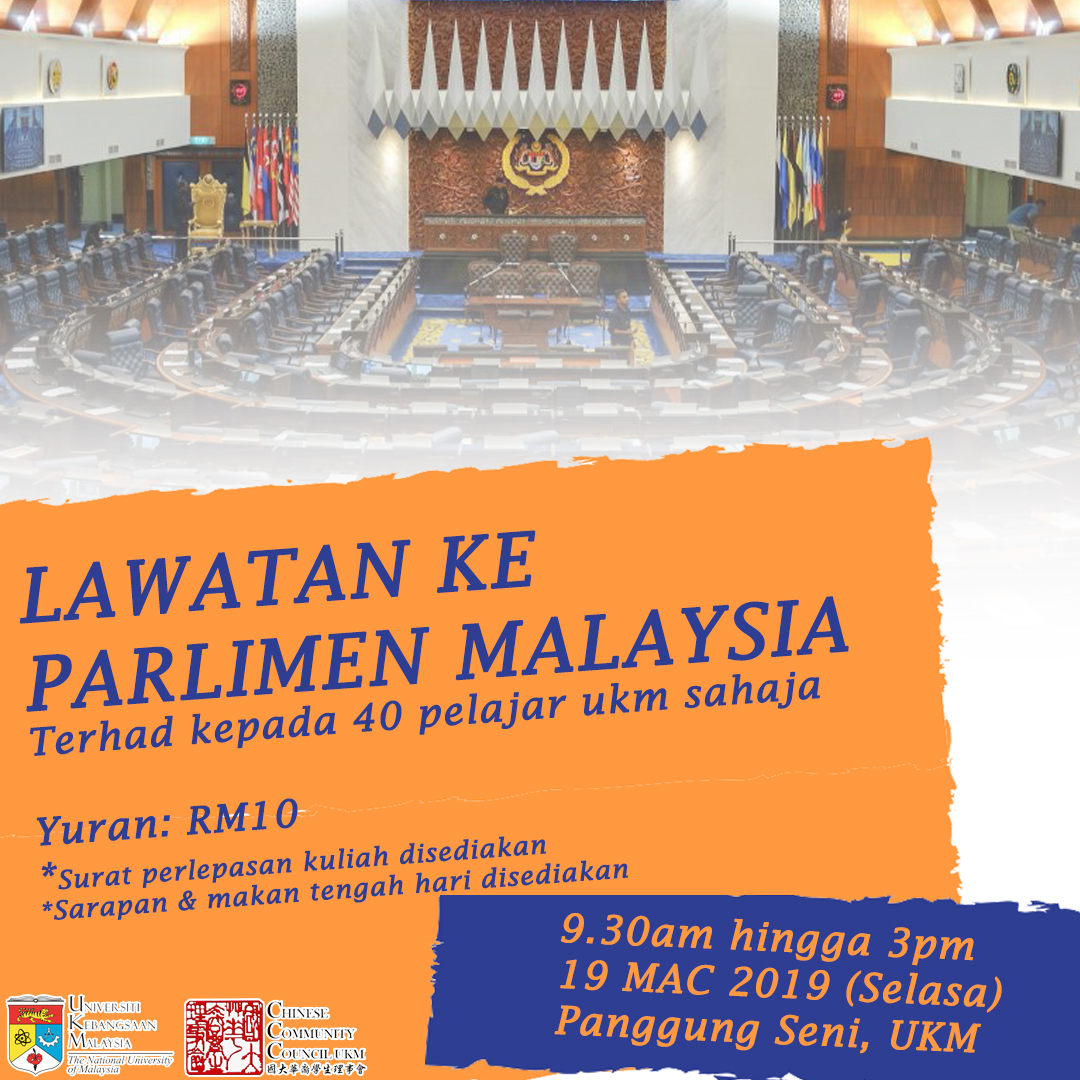 LAWATAN KE
PARLIMEN MALAYSIA
Terhad kepada 40 pelajar ukm sahaja
Yuran: RM10
*Surat perlepasan kuliah disediakan
*Sarapan & makan tengah hari disediakan
9.30am hingga 3pm
19 MAC 2019 (Selasa)
Panggung Seni, UKM
UNIVERSITI
KEBANGSAAN
MALAYSIA
The National University
of Malaysia
CHINESE
COMMUNITY
COUNCIL.UKM
國大華裔學生理事會